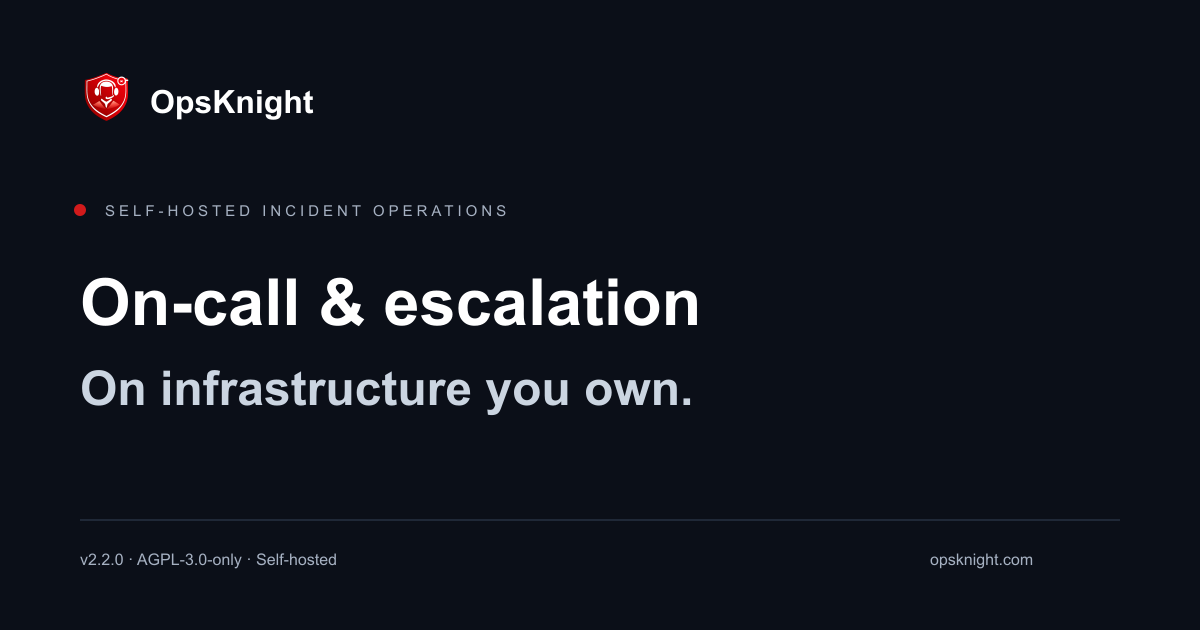 OpsKnight
SELF-HOSTED INCIDENT OPERATIONS
On-call & escalation
On infrastructure you own.
v2.2.0 · AGPL-3.0-only · Self-hosted
opsknight.com